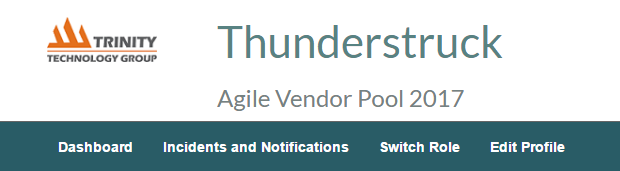 TRINITY
TECHNOLOGY GROUP
Thunderstruck
Agile Vendor Pool 2017
Dashboard Incidents and Notifications Switch Role Edit Profile